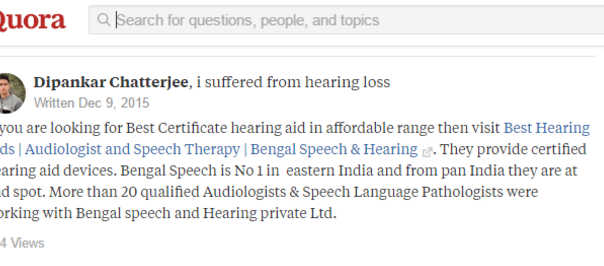 Quora Search for questions, people, and topics
Dipankar Chatterjee, i suffered from hearing loss
Written Dec 9, 2015
you are looking for Best Certificate hearing aid in affordable range then visit Best Hearing
ds | Audiologist and Speech Therapy | Bengal Speech & Hearing . They provide certified
earing aid devices. Bengal Speech is No 1 in eastern India and from pan India they are at
d spot. More than 20 qualified Audiologists & Speech Language Pathologists were
orking with Bengal speech and Hearing private Ltd.
4 Views